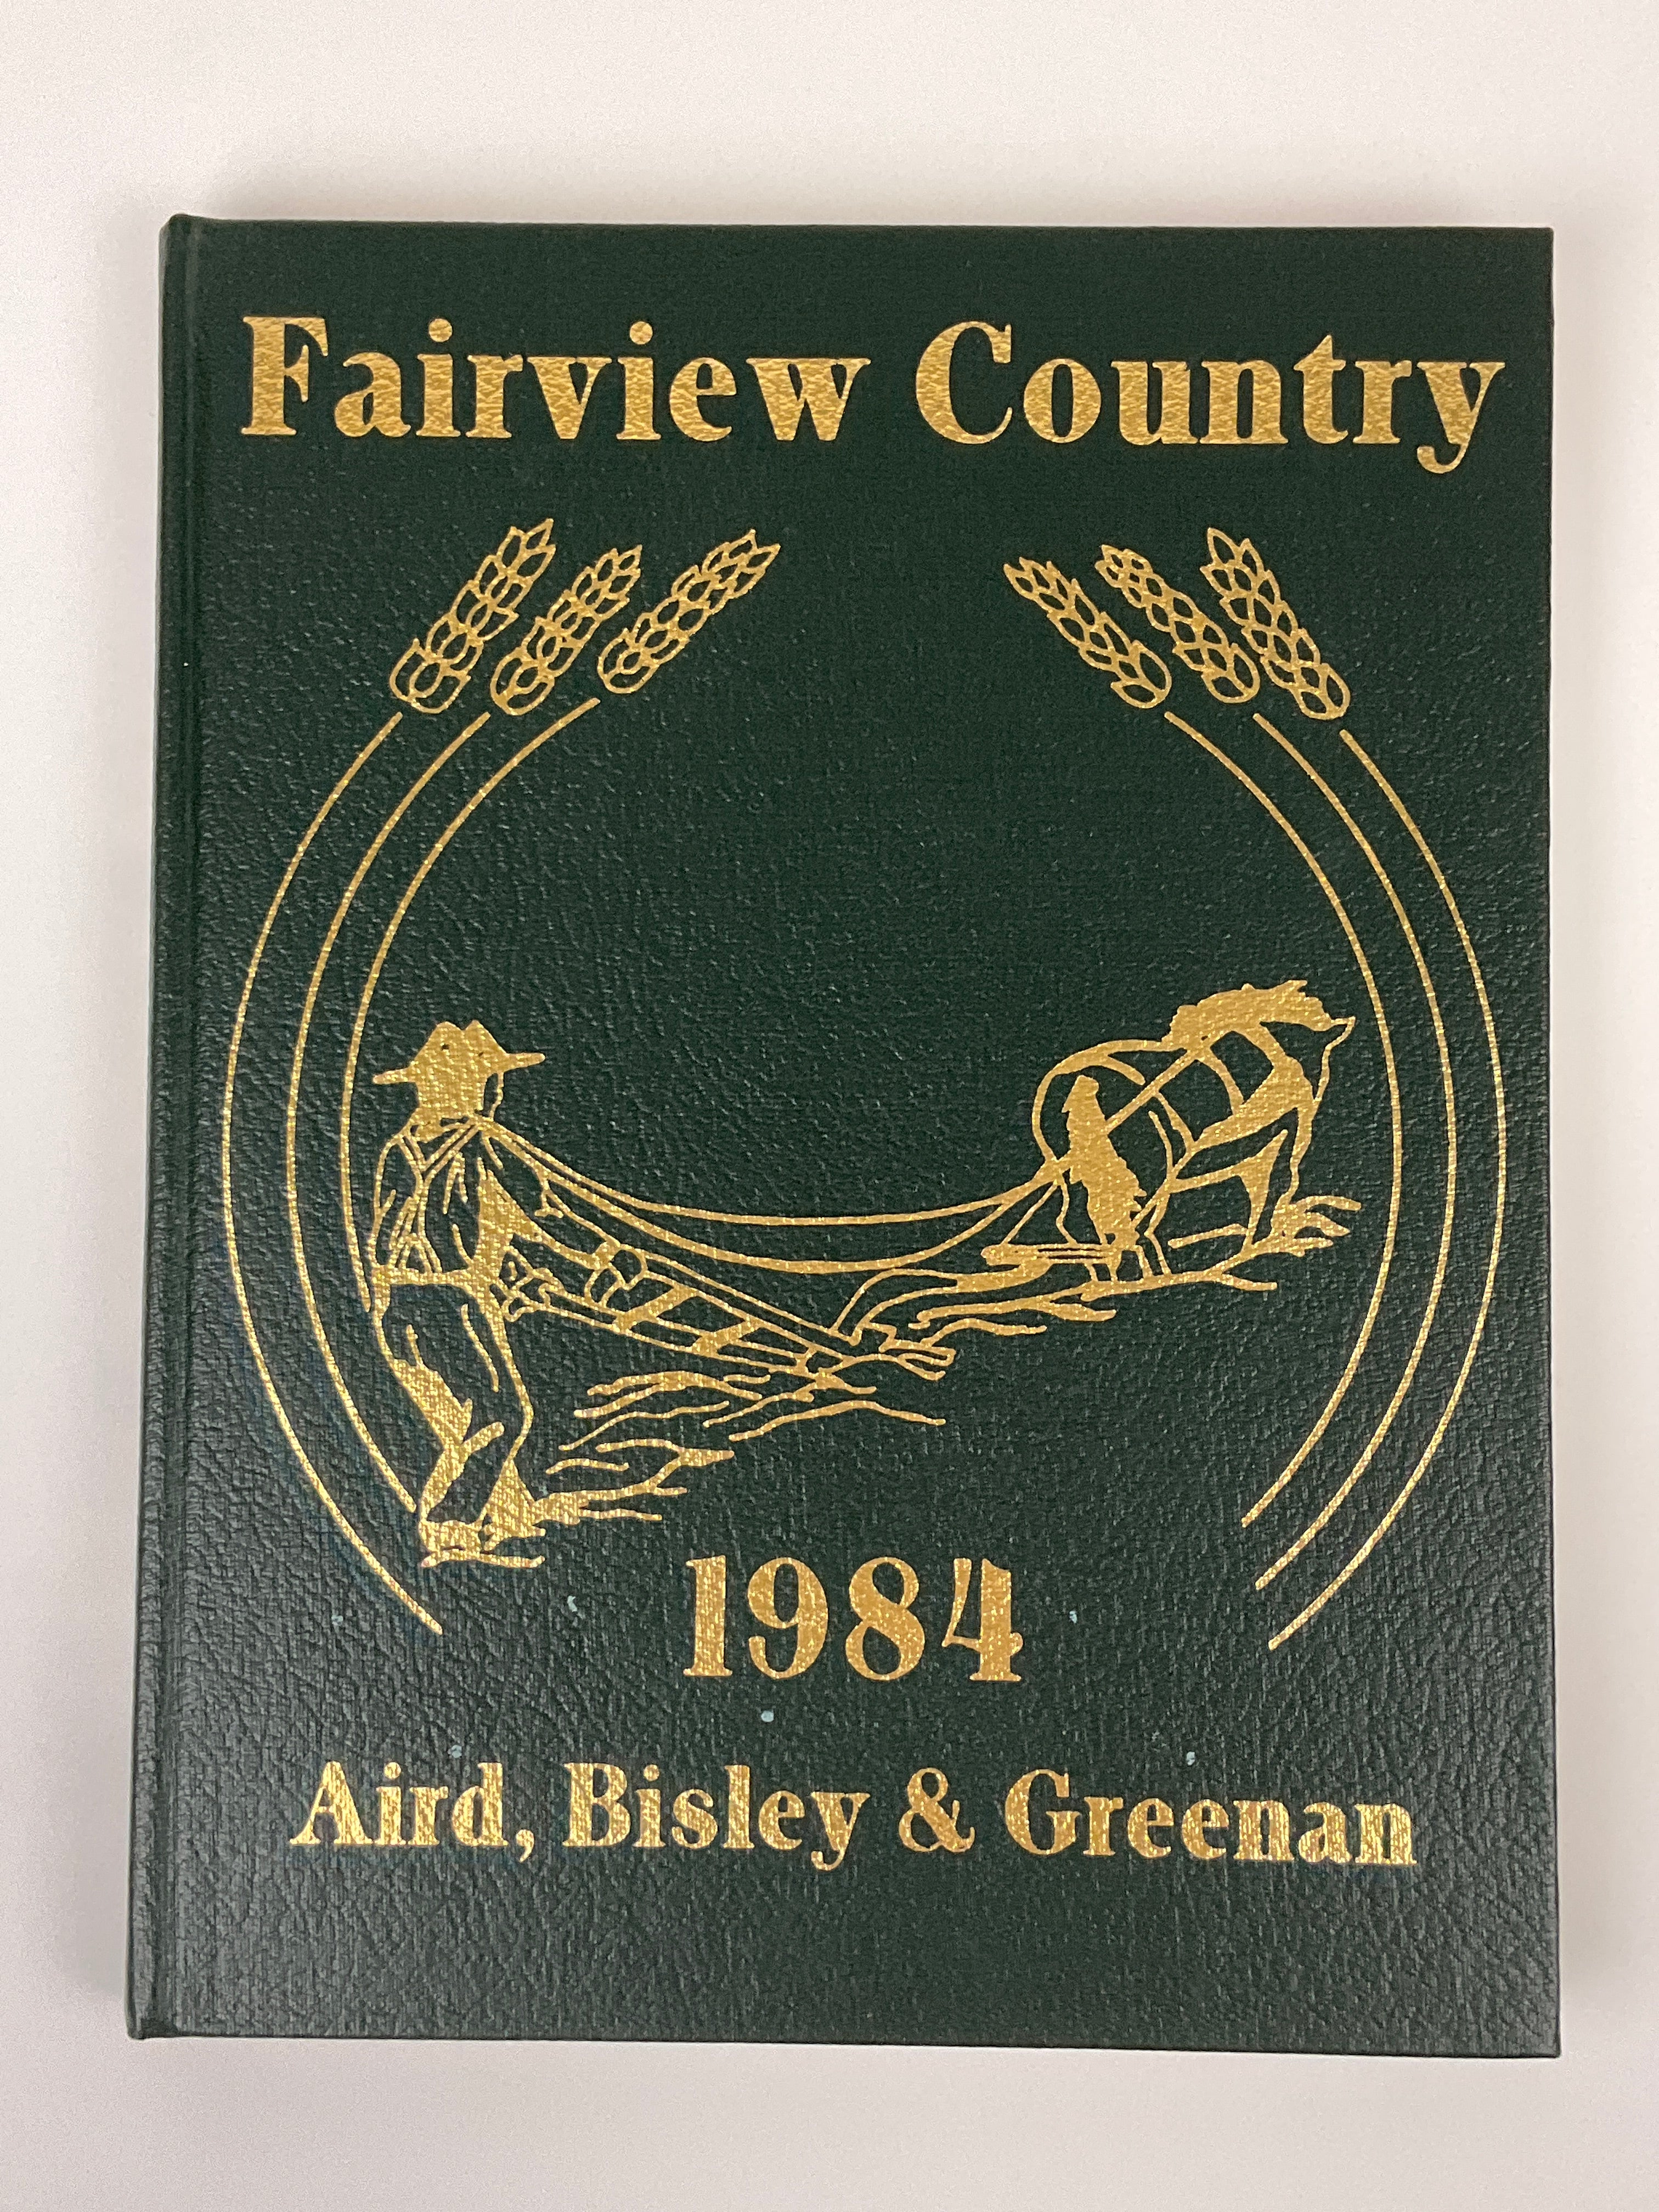 Fairview Country
1984
Aird, Bisley & Greenan